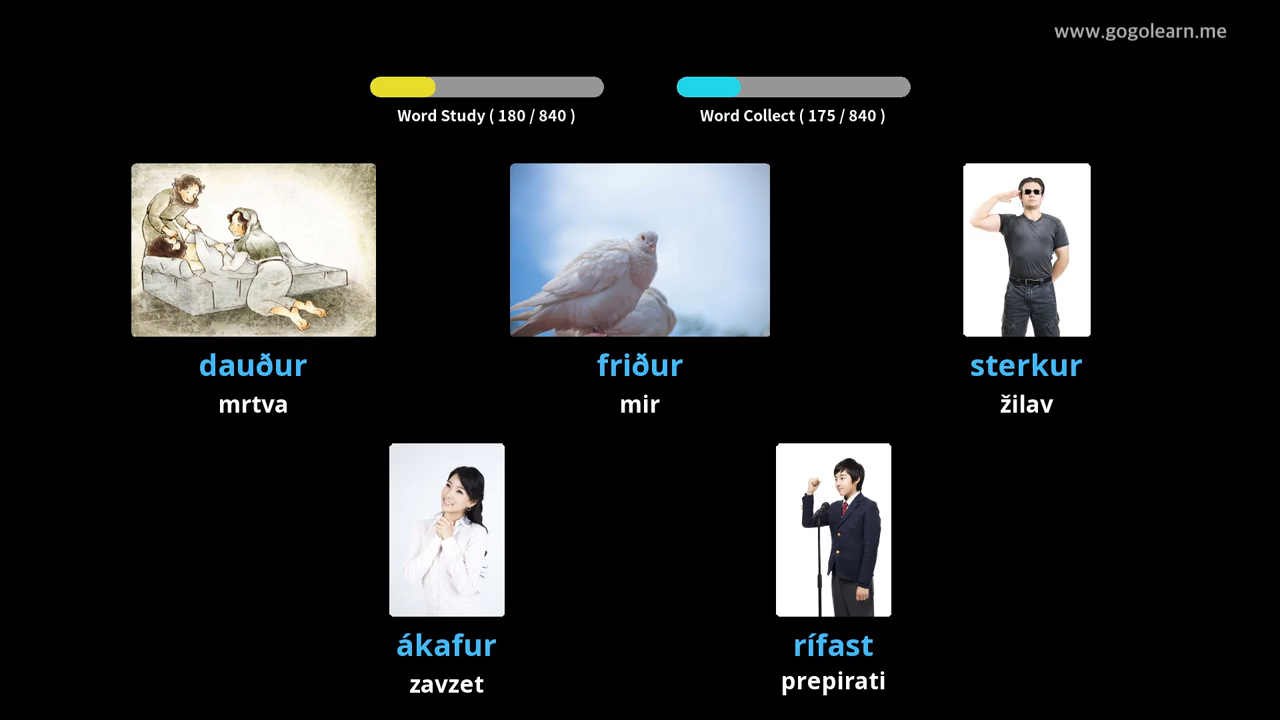 www.gogolearn.me
Word Study ( 180 / 840 )
Word Collect ( 175 / 840 )
dauður
friður
sterkur
mrtva
mir
žilav
ákafur
rífast
zavzet
prepirati